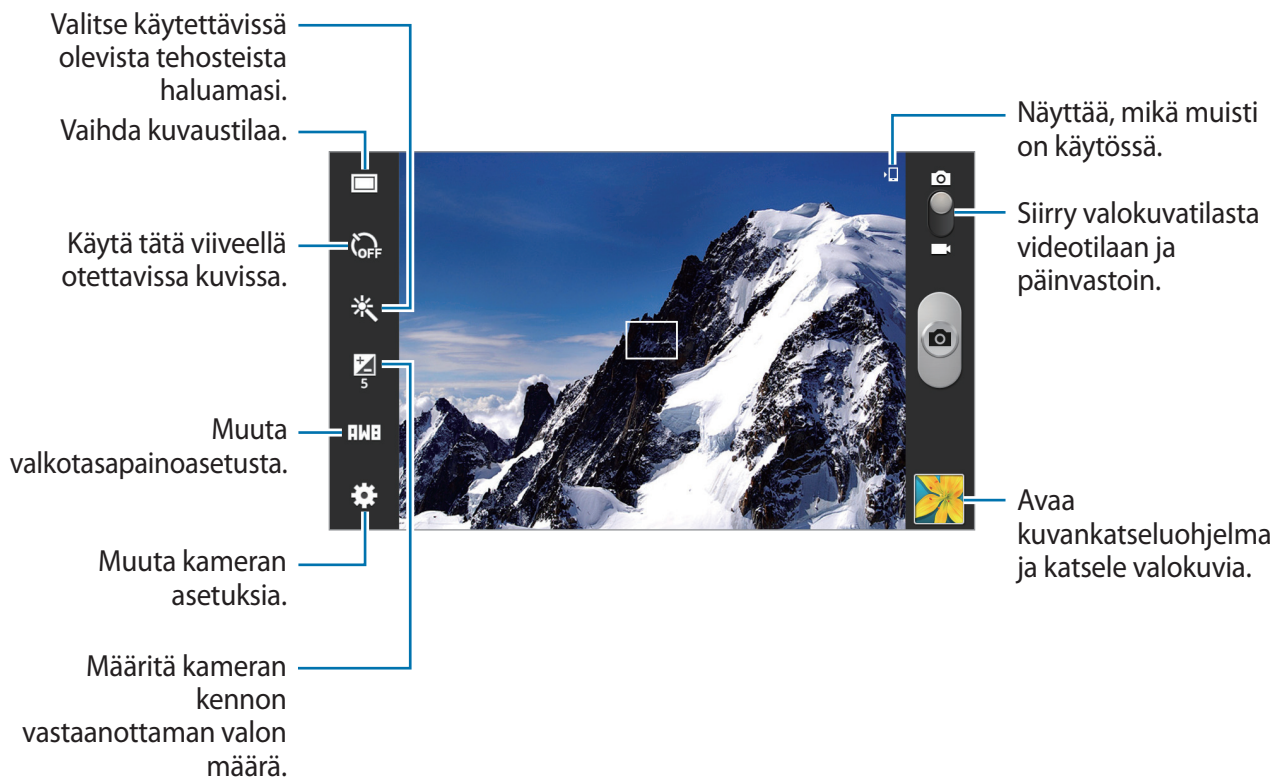 Valitse käytettävissä
olevista tehosteista
haluamasi.
Vaihda kuvaustilaa.
Käytä tätä viiveellä
otettavissa kuvissa.
Muuta
valkotasapainoasetusta.
Muuta kameran
asetuksia.
Määritä kameran
kennon
vastaanottaman valon
määrä.
OFF
5
AWB
Näyttää, mikä muisti
on käytössä.
Siirry valokuvatilasta
videotilaan ja
päinvastoin.
Avaa
kuvankatseluohjelma
ja katsele valokuvia.